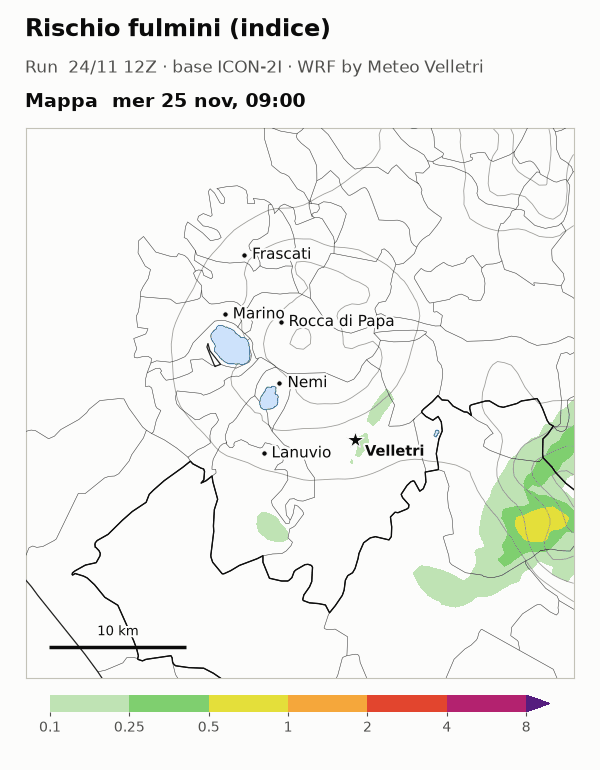 Rischio fulmini (indice)
Run  24/11 12Z · base ICON-2I · WRF by Meteo Velletri
Mappa  mer 25 nov, 09:00
Frascati
Marino
Rocca di Papa
Nemi
Velletri
Lanuvio
10 km
0.1 0.25 0.5 1 2 4 8